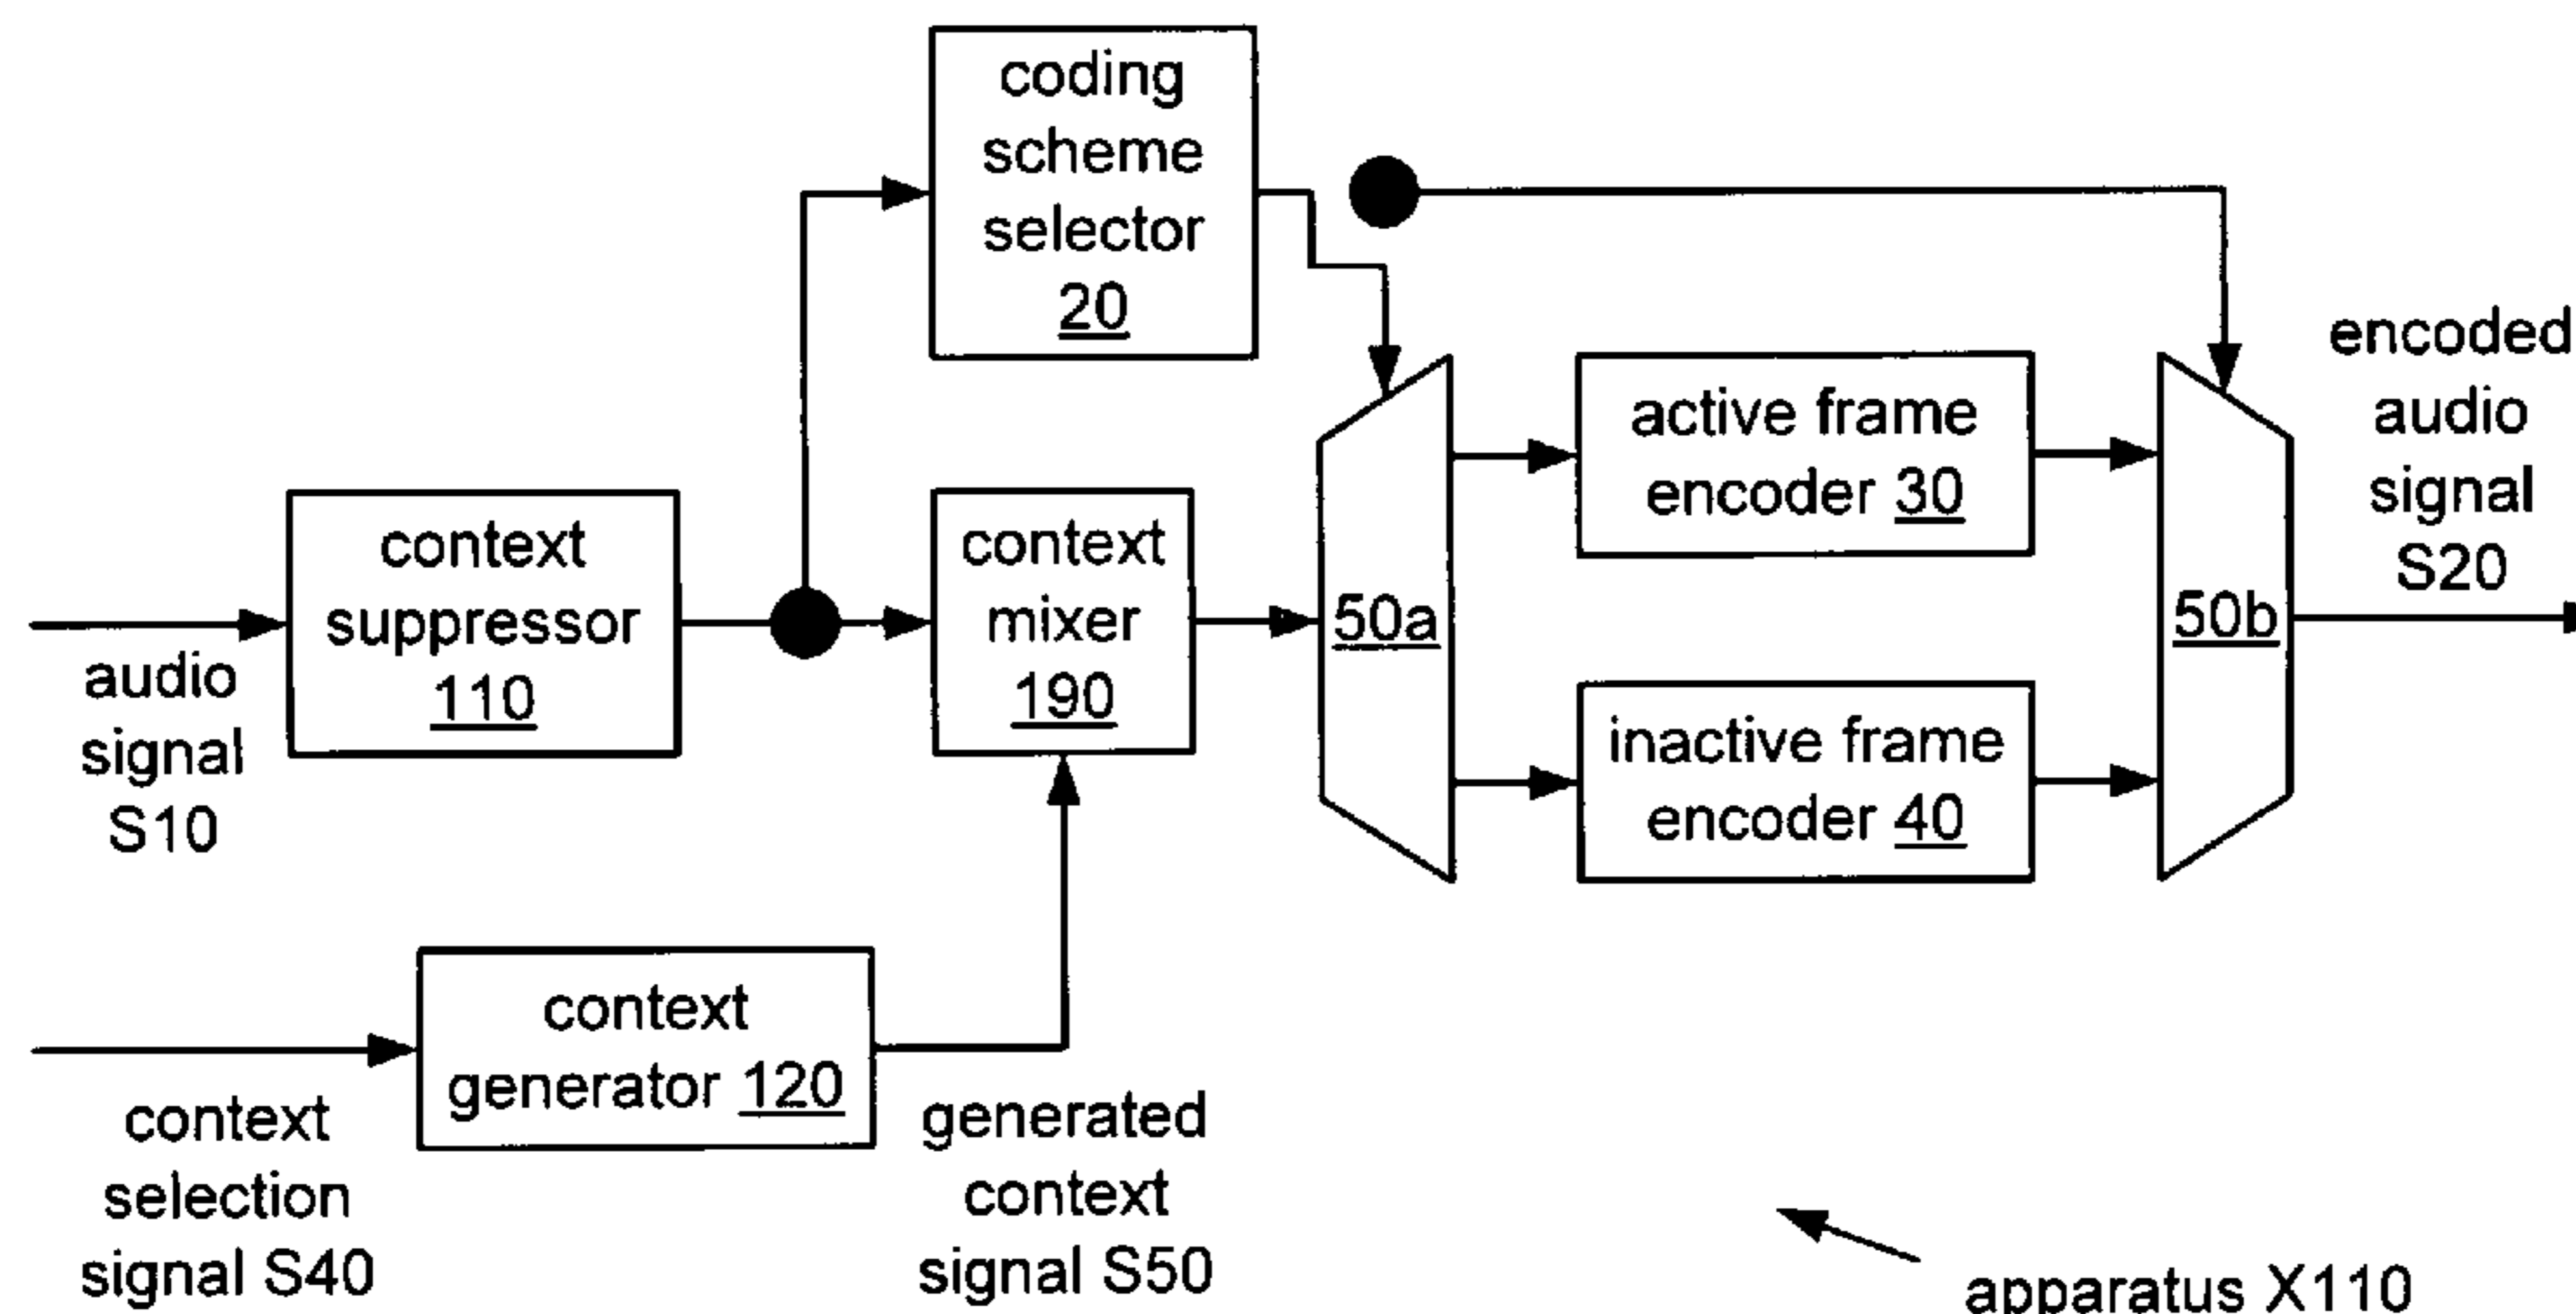 coding
scheme
selector
20
encoded
audio
signal
S20
active frame
encoder 30
context
suppressor
110
context
mixer
190
50a
50b
audio
signal
S10
inactive frame
encoder 40
context
generator 120
context
selection
signal S40
generated
context
signal S50
apparatus X110